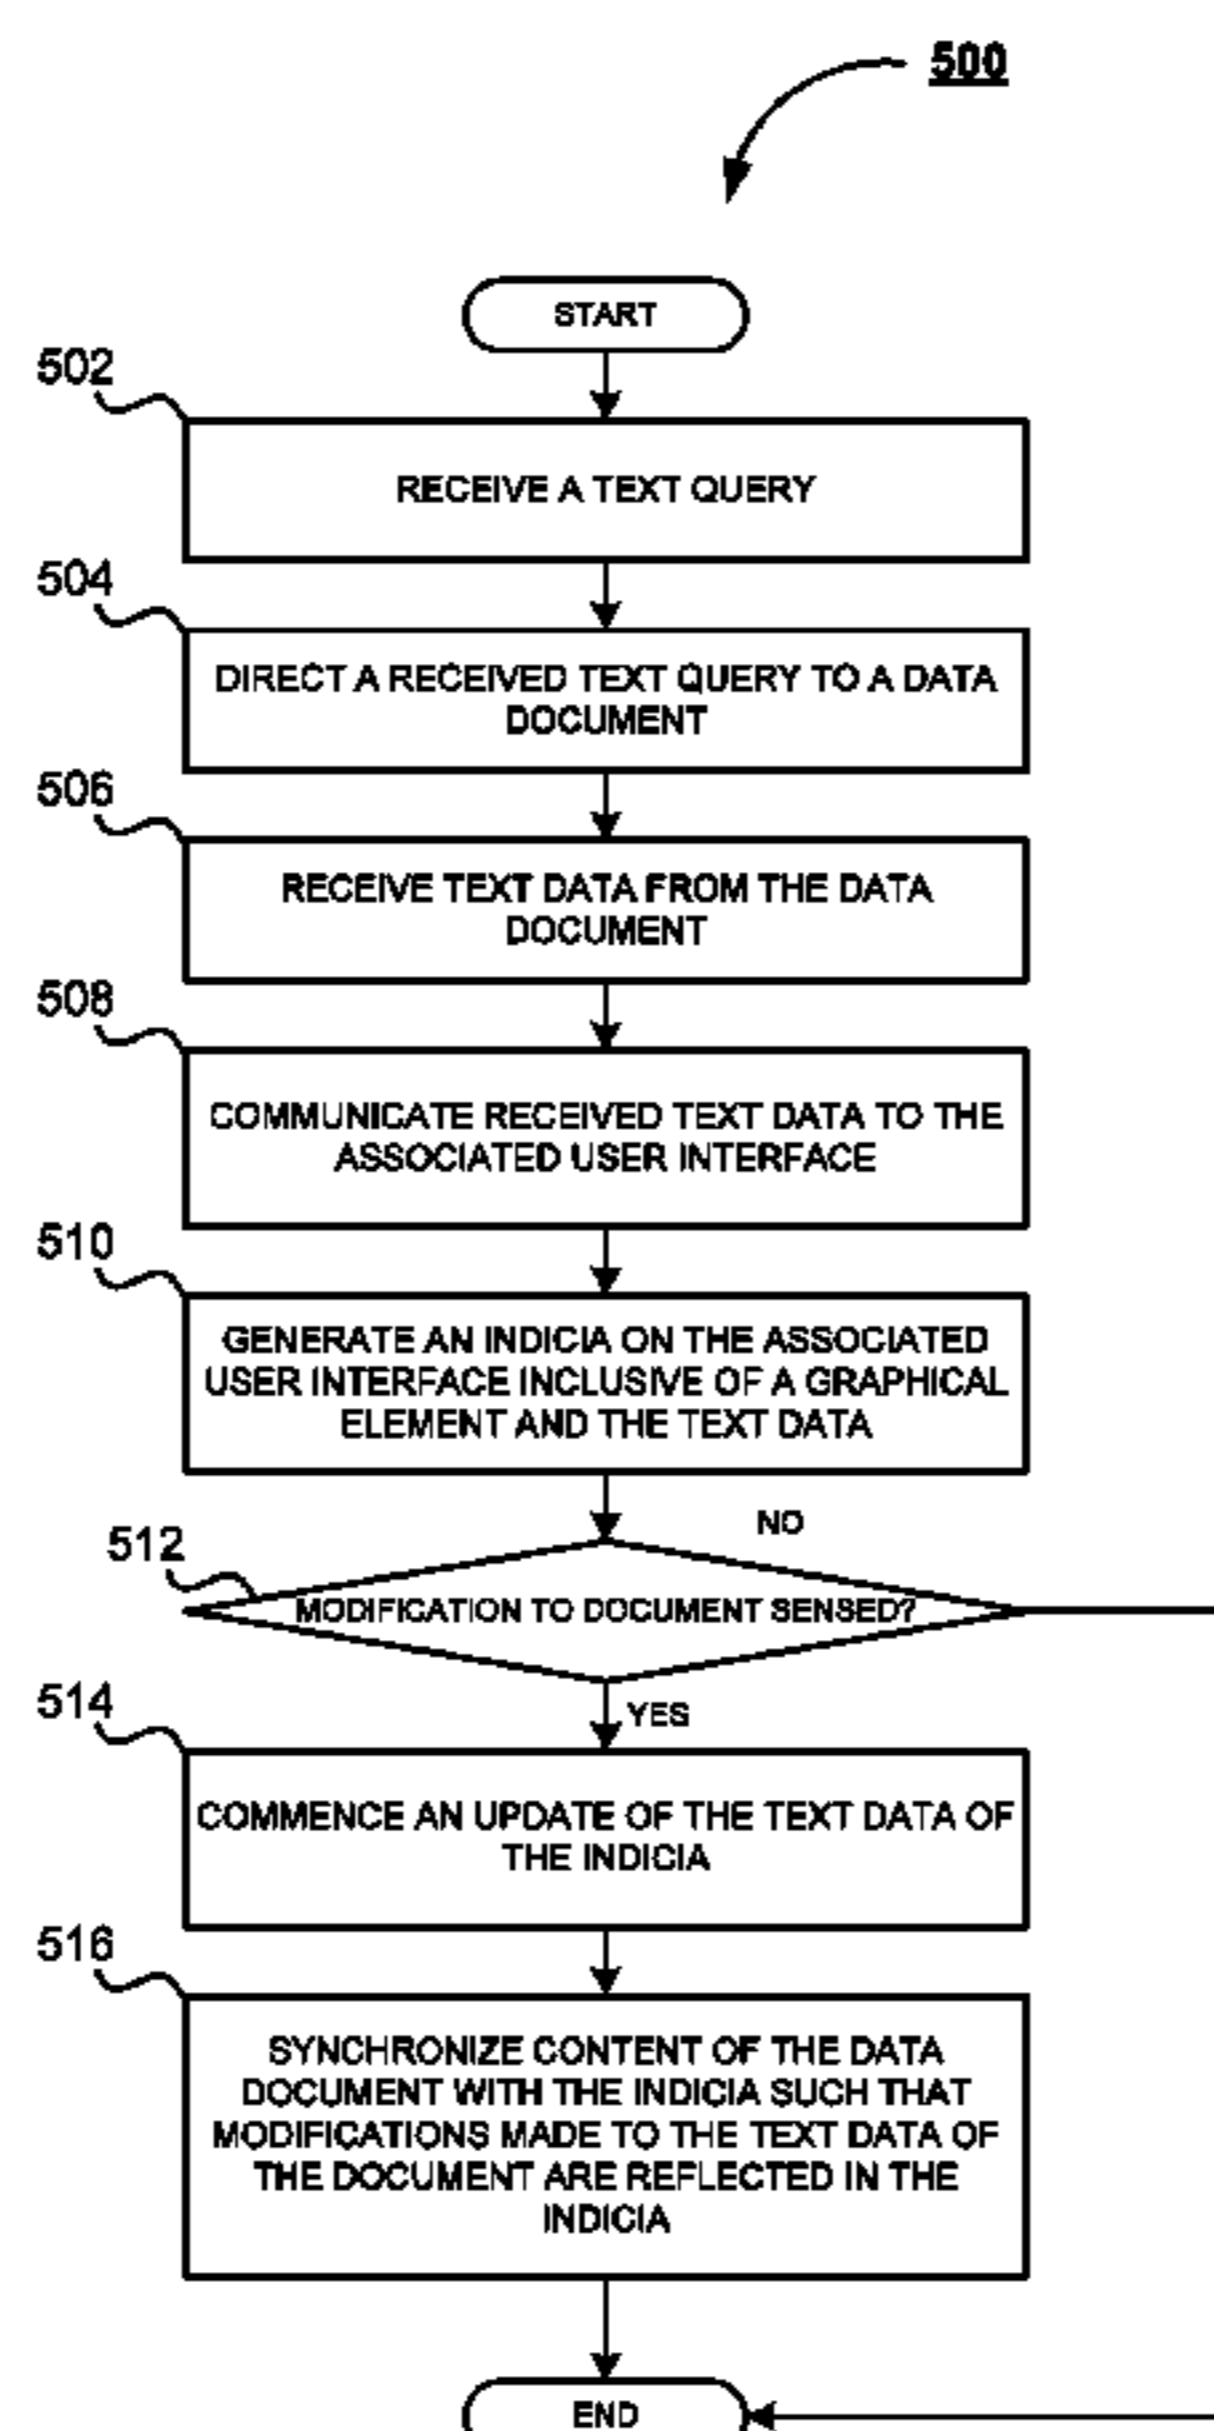 500
START
502
RECEIVE A TEXT QUERY
504
DIRECT A RECEIVED TEXT QUERY TO A DATA
DOCUMENT
506
RECEIVE TEXT DATA FROM THE DATA
DOCUMENT
508
COMMUNICATE RECEIVED TEXT DATA TO THE
ASSOCIATED USER INTERFACE
510
GENERATE AN INDICIA ON THE ASSOCIATED
USER INTERFACE INCLUSIVE OF A GRAPHICAL
ELEMENT AND THE TEXT DATA
NO
512
MODIFICATION TO DOCUMENT SENSED?
514
YES
COMMENCE AN UPDATE OF THE TEXT DATA OF
THE INDICIA
516
SYNCHRONIZE CONTENT OF THE DATA
DOCUMENT WITH THE INDICIA SUCH THAT
MODIFICATIONS MADE TO THE TEXT DATA OF
THE DOCUMENT ARE REFLECTED IN THE
INDICIA
END